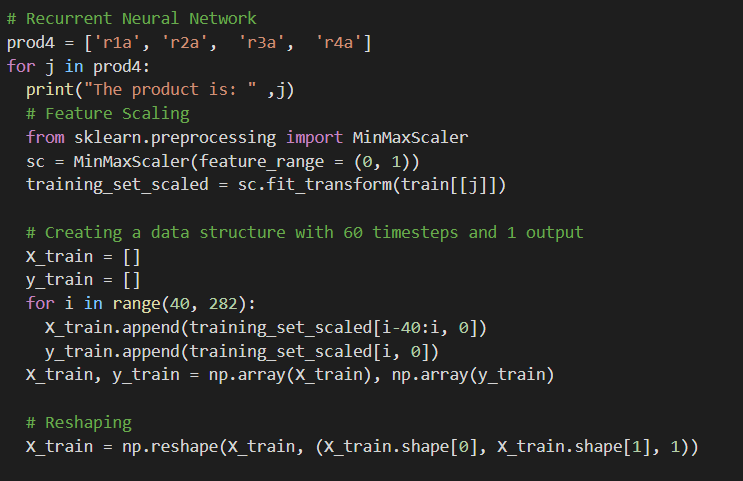 # Recurrent Neural Network
prod4 = ['r1a', 'r2a',  'r3a',  'r4a']
for j in prod4:
  print("The product is: " ,j)
  # Feature Scaling
  from sklearn.preprocessing import MinMaxScaler
  sc = MinMaxScaler(feature_range = (0, 1))
  training_set_scaled = sc.fit_transform(train[[j]])
  # Creating a data structure with 60 timesteps and 1 output
  X_train = []
  y_train = []
  for i in range(40, 282):
    X_train.append(training_set_scaled[i-40:i, 0])
    y_train.append(training_set_scaled[i, 0])
  X_train, y_train = np.array(X_train), np.array(y_train)
  # Reshaping
  X_train = np.reshape(X_train, (X_train.shape[0], X_train.shape[1], 1))